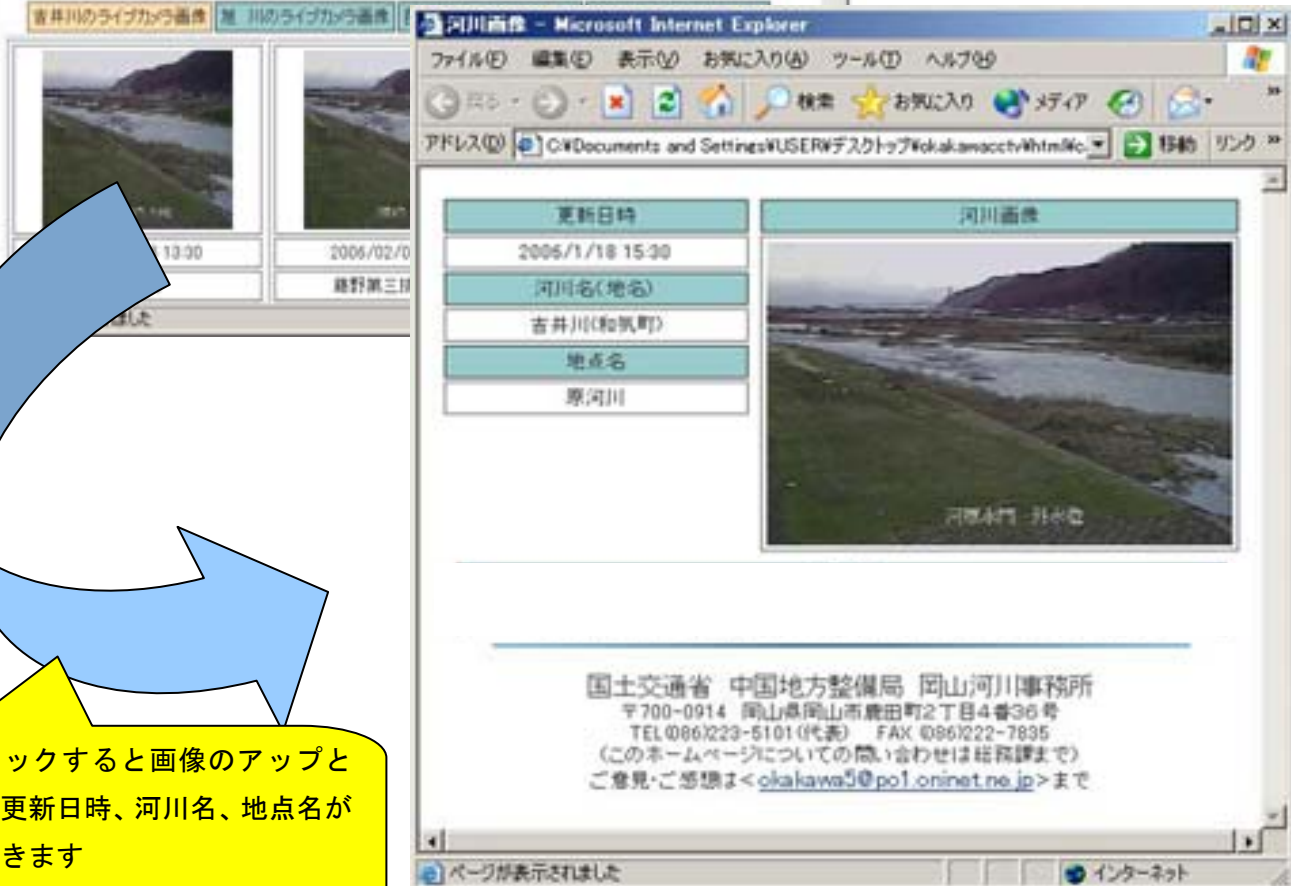 吉井川のライブカメラ画像
旭 川のライブカメラ画像
13:30
2006/02/0
ました
河川画像 - Microsoft Internet Explorer
ファイル(F) 編集(E) 表示(V) お気に入り(A) ツール(T) ヘルプ(H)
戻る 検索 お気に入り メディア
アドレス(D) C:¥Documents and Settings¥USER¥デスクトップ¥okakawacctv¥html¥c 移動 リンク
更新日時
2006/1/18 15:30
河川名(地名)
吉井川(和気町)
地点名
原河川
河川画像
国土交通省 中国地方整備局 岡山河川事務所
〒700-0914 岡山県岡山市鹿田町2丁目4番36号
TEL(086)223-5101(代表) FAX (086)222-7835
(このホームページについての問い合わせは総務課まで)
ご意見・ご感想は<okakawa5@po1.oninet.ne.jp>まで
ページが表示されました
インターネット
ックすると画像のアップと
更新日時、河川名、地点名が
きます